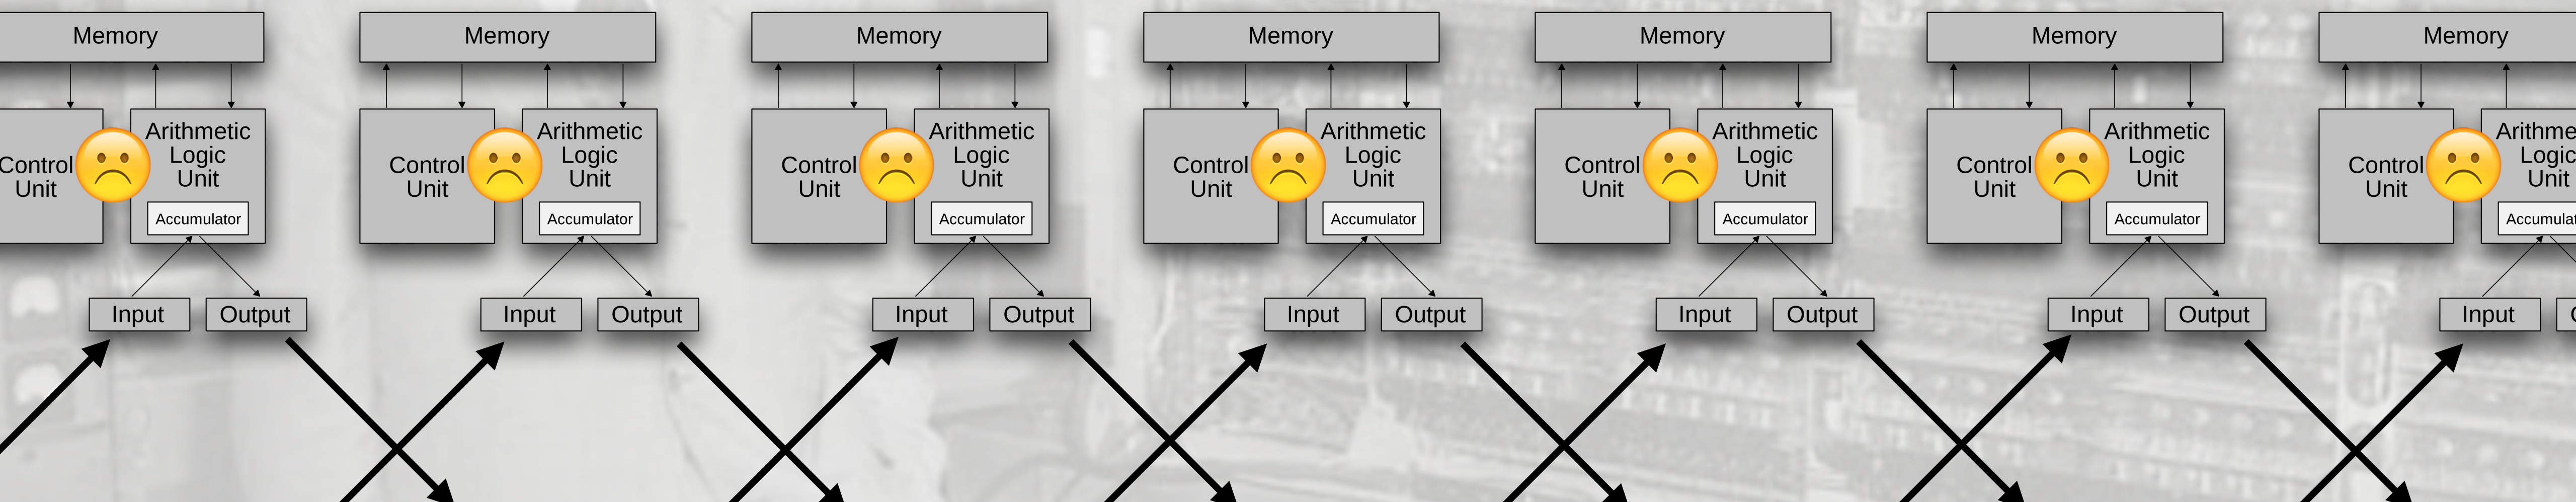 Memory
Control
Unit
Arithmetic
Logic
Unit
Accumulator
Input
Output
Memory
Control
Unit
Arithmetic
Logic
Unit
Accumulator
Input
Output
Memory
Control
Unit
Arithmetic
Logic
Unit
Accumulator
Input
Output
Memory
Control
Unit
Arithmetic
Logic
Unit
Accumulator
Input
Output
Memory
Control
Unit
Arithmetic
Logic
Unit
Accumulator
Input
Output
Memory
Control
Unit
Arithmetic
Logic
Unit
Accumulator
Input
Output
Memory
Control
Unit
Arithme
Logic
Unit
Accumulat
Input